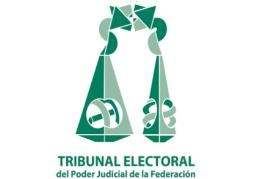 TRIBUNAL ELECTORAL
del Poder Judicial de la Federación